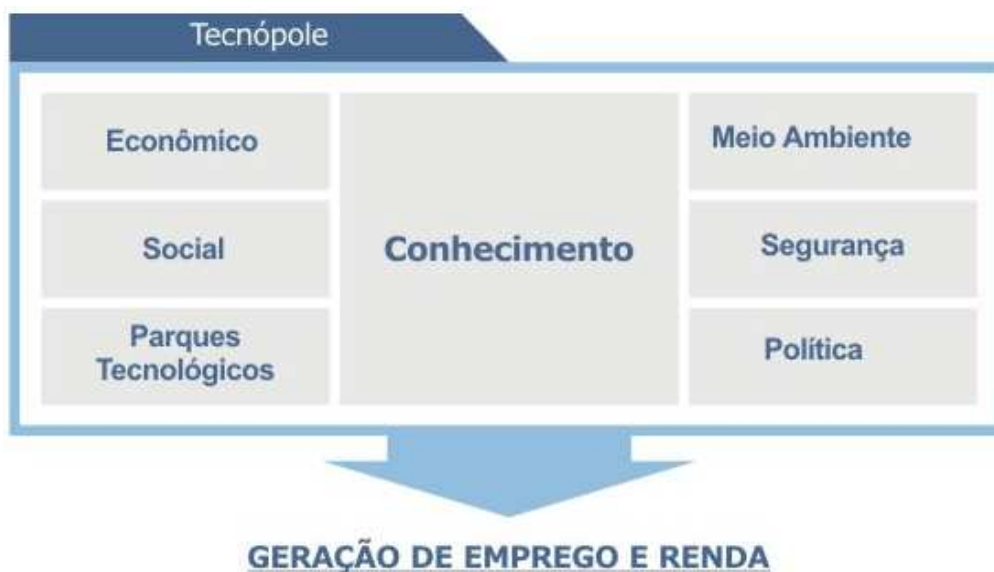 Tecnópole
Econômico
Social
Parques
Tecnológicos
Conhecimento
Meio Ambiente
Segurança
Política
GERAÇÃO DE EMPREGO E RENDA